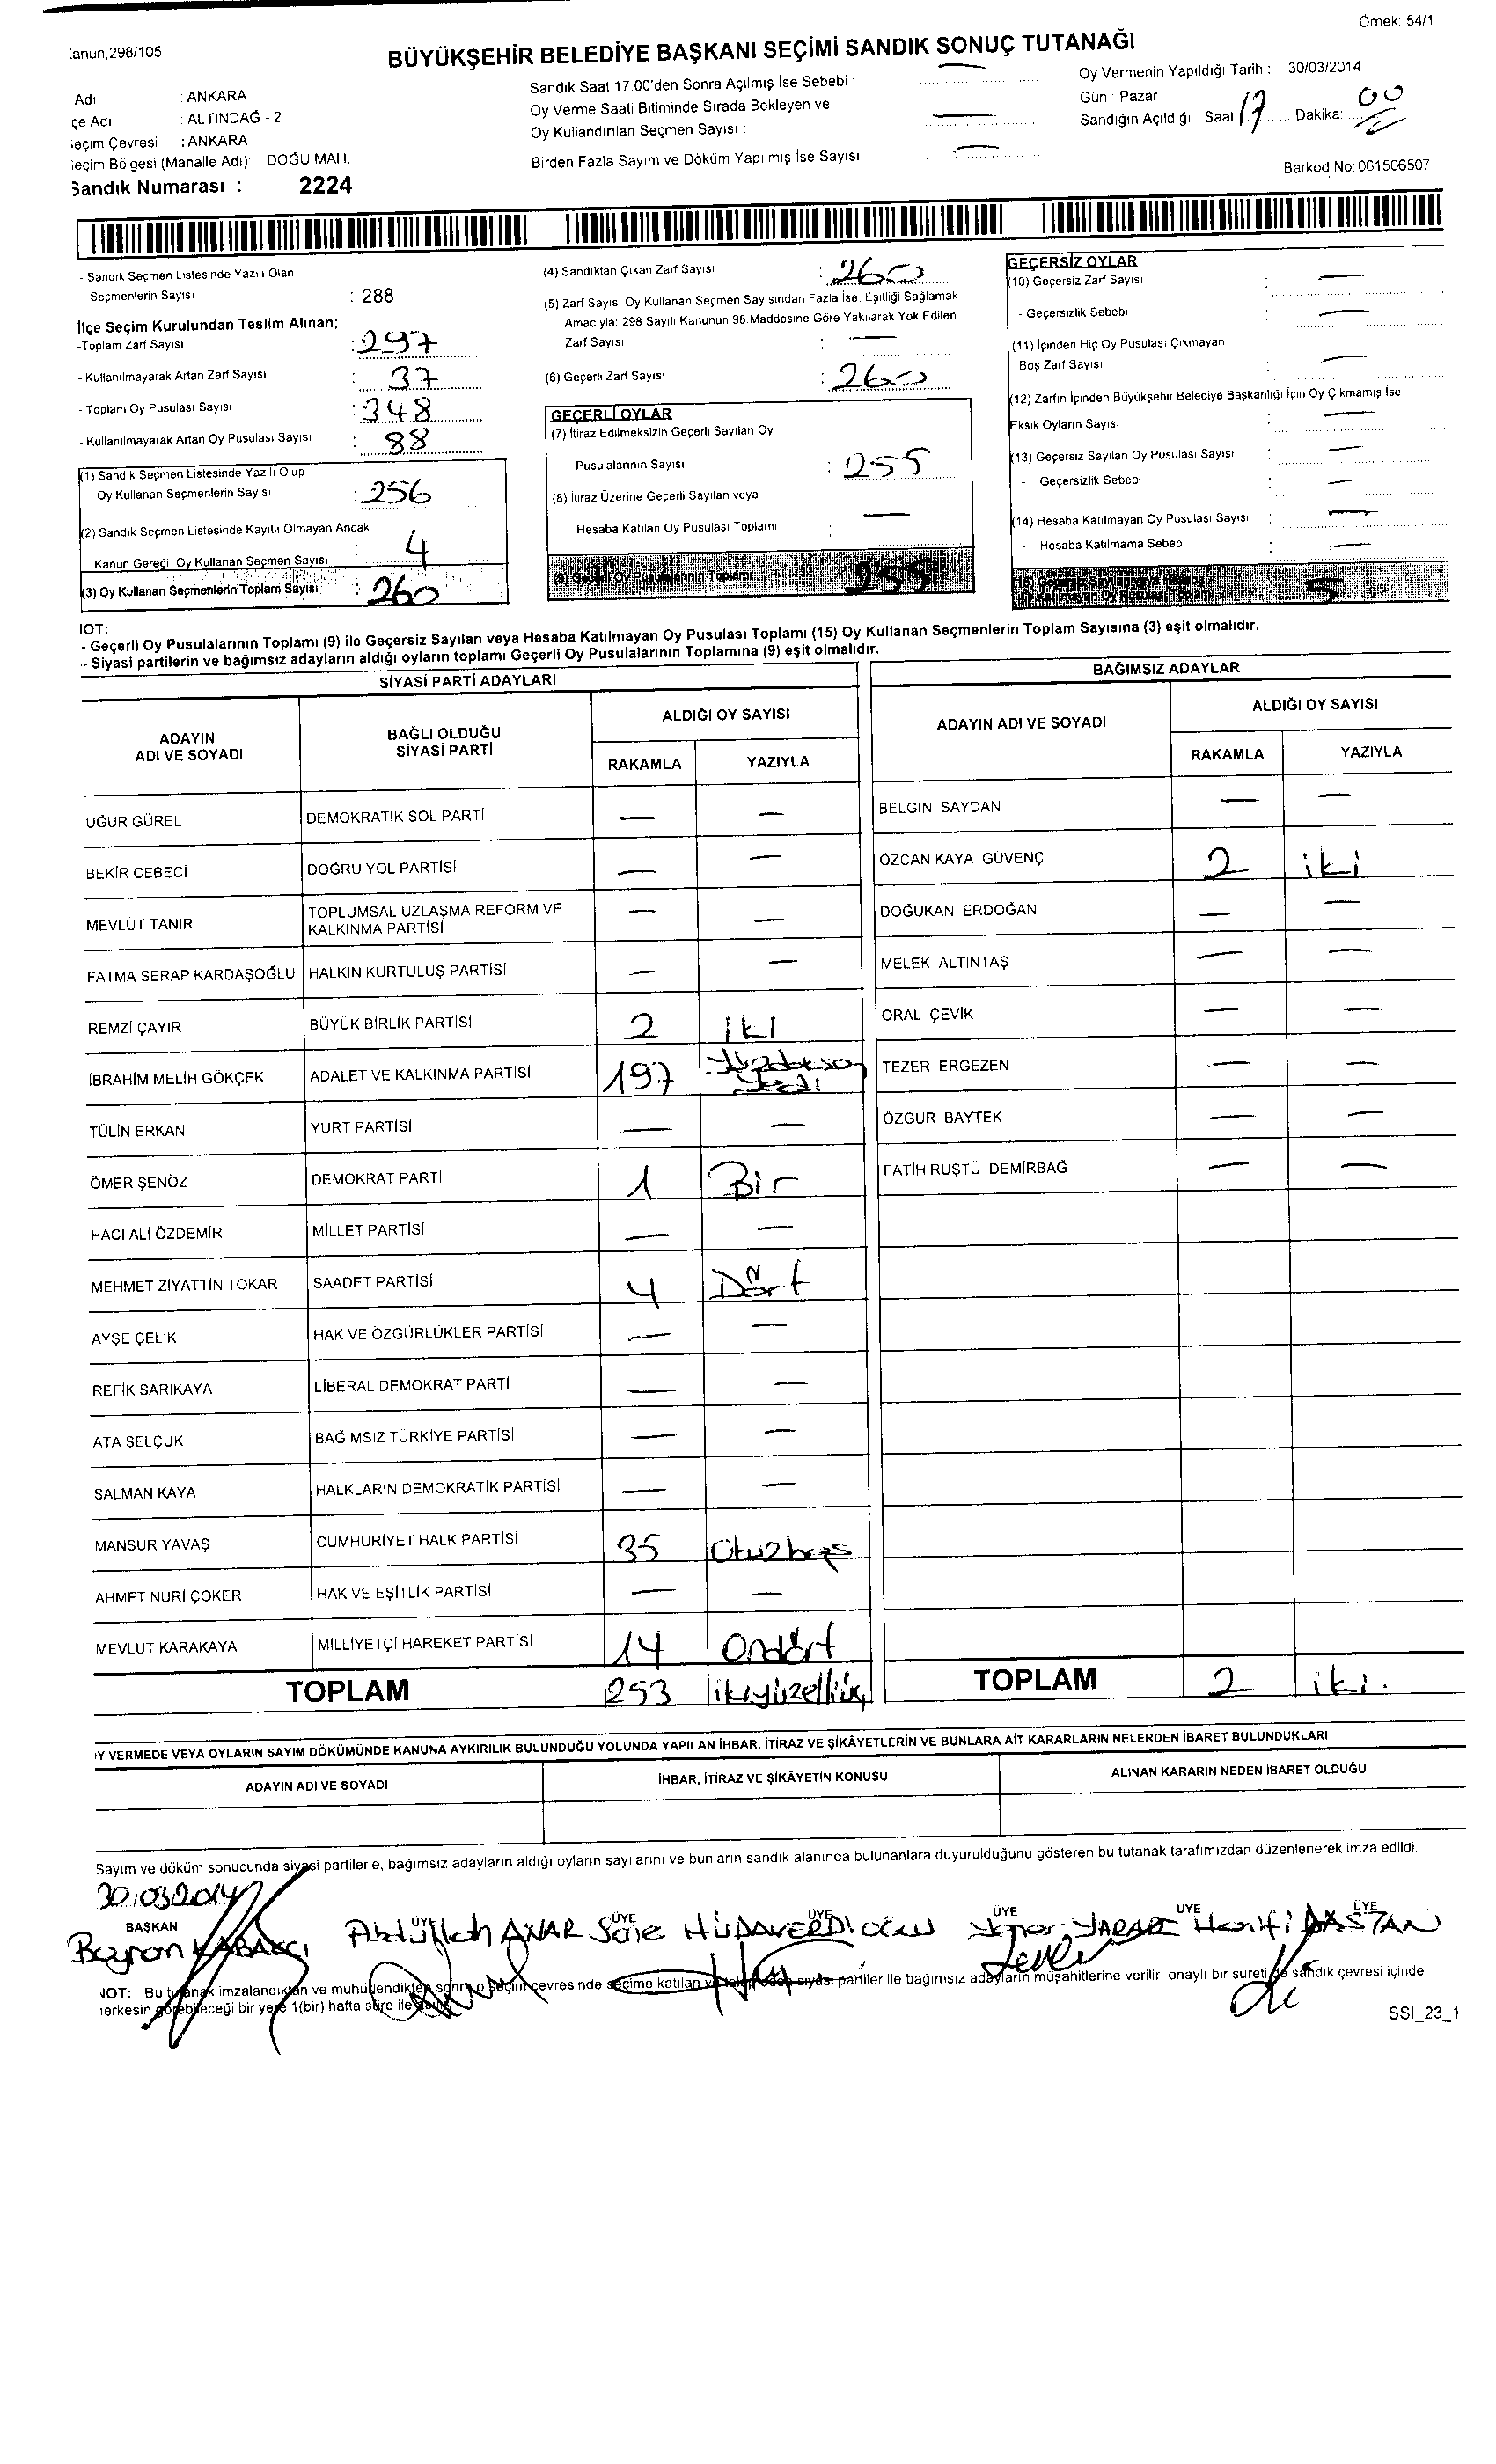 Örnek: 54/1
anun,298/105
BÜYÜKŞEHİR BELEDİYE BAŞKANI SEÇİMİ SANDIK SONUÇ TUTANAĞI
Adı : ANKARA
çe Adı : ALTINDAĞ - 2
eçim Çevresi : ANKARA
eçim Bölgesi (Mahalle Adı): DOĞU MAH.
Sandık Numarası : 2224
Sandık Saat 17.00'den Sonra Açılmış İse Sebebi : —
Oy Verme Saati Bitiminde Sırada Bekleyen ve
Oy Kullandırılan Seçmen Sayısı : —
Birden Fazla Sayım ve Döküm Yapılmış İse Sayısı: —
Oy Vermenin Yapıldığı Tarih : 30/03/2014
Gün : Pazar
Sandığın Açıldığı Saat 17 Dakika: 00
Barkod No: 061506507
- Sandık Seçmen Listesinde Yazılı Olan
Seçmenlerin Sayısı : 288
İlçe Seçim Kurulundan Teslim Alınan;
-Toplam Zarf Sayısı : 297
- Kullanılmayarak Artan Zarf Sayısı : 37
- Toplam Oy Pusulası Sayısı : 348
- Kullanılmayarak Artan Oy Pusulası Sayısı : 88
(1) Sandık Seçmen Listesinde Yazılı Olup
Oy Kullanan Seçmenlerin Sayısı : 256
(2) Sandık Seçmen Listesinde Kayıtlı Olmayan Ancak
Kanun Gereği Oy Kullanan Seçmen Sayısı : 4
(3) Oy Kullanan Seçmenlerin Toplam Sayısı : 260
(4) Sandıktan Çıkan Zarf Sayısı : 260
(5) Zarf Sayısı Oy Kullanan Seçmen Sayısından Fazla İse, Eşitliği Sağlamak
Amacıyla; 298 Sayılı Kanunun 98.Maddesine Göre Yakılarak Yok Edilen
Zarf Sayısı : —
(6) Geçerli Zarf Sayısı : 260
GEÇERLİ OYLAR
(7) İtiraz Edilmeksizin Geçerli Sayılan Oy
Pusulalarının Sayısı : 255
(8) İtiraz Üzerine Geçerli Sayılan veya
Hesaba Katılan Oy Pusulası Toplamı : —
(9) Geçerli Oy Pusulalarının Toplamı 255
GEÇERSİZ OYLAR
(10) Geçersiz Zarf Sayısı : —
- Geçersizlik Sebebi : —
(11) İçinden Hiç Oy Pusulası Çıkmayan
Boş Zarf Sayısı : —
(12) Zarfın İçinden Büyükşehir Belediye Başkanlığı İçin Oy Çıkmamış İse
Eksik Oyların Sayısı : —
(13) Geçersiz Sayılan Oy Pusulası Sayısı : —
- Geçersizlik Sebebi : —
(14) Hesaba Katılmayan Oy Pusulası Sayısı : —
- Hesaba Katılmama Sebebi : —
(15) Geçersiz Sayılan veya Hesaba
Katılmayan Oy Pusulası Toplamı 5
IOT:
- Geçerli Oy Pusulalarının Toplamı (9) ile Geçersiz Sayılan veya Hesaba Katılmayan Oy Pusulası Toplamı (15) Oy Kullanan Seçmenlerin Toplam Sayısına (3) eşit olmalıdır.
- Siyasi partilerin ve bağımsız adayların aldığı oyların toplamı Geçerli Oy Pusulalarının Toplamına (9) eşit olmalıdır.
SİYASİ PARTİ ADAYLARI
ADAYIN ADI VE SOYADI BAĞLI OLDUĞU SİYASİ PARTİ ALDIĞI OY SAYISI
RAKAMLA YAZIYLA
UĞUR GÜREL DEMOKRATİK SOL PARTİ — —
BEKİR CEBECİ DOĞRU YOL PARTİSİ — —
MEVLÜT TANIR TOPLUMSAL UZLAŞMA REFORM VE KALKINMA PARTİSİ — —
FATMA SERAP KARDAŞOĞLU HALKIN KURTULUŞ PARTİSİ — —
REMZİ ÇAYIR BÜYÜK BİRLİK PARTİSİ 2 iki
İBRAHİM MELİH GÖKÇEK ADALET VE KALKINMA PARTİSİ 197 Yüzdoksan Yedi
TÜLİN ERKAN YURT PARTİSİ — —
ÖMER ŞENÖZ DEMOKRAT PARTİ 1 Bir
HACI ALİ ÖZDEMİR MİLLET PARTİSİ — —
MEHMET ZİYATTİN TOKAR SAADET PARTİSİ 4 Dört
AYŞE ÇELİK HAK VE ÖZGÜRLÜKLER PARTİSİ — —
REFİK SARIKAYA LİBERAL DEMOKRAT PARTİ — —
ATA SELÇUK BAĞIMSIZ TÜRKİYE PARTİSİ — —
SALMAN KAYA HALKLARIN DEMOKRATİK PARTİSİ — —
MANSUR YAVAŞ CUMHURİYET HALK PARTİSİ 35 Otuzbeş
AHMET NURİ ÇOKER HAK VE EŞİTLİK PARTİSİ — —
MEVLUT KARAKAYA MİLLİYETÇİ HAREKET PARTİSİ 14 Ondört
TOPLAM 253 ikiyüzelliüç
BAĞIMSIZ ADAYLAR
ADAYIN ADI VE SOYADI ALDIĞI OY SAYISI
RAKAMLA YAZIYLA
BELGİN SAYDAN — —
ÖZCAN KAYA GÜVENÇ 2 iki
DOĞUKAN ERDOĞAN — —
MELEK ALTINTAŞ — —
ORAL ÇEVİK — —
TEZER ERGEZEN — —
ÖZGÜR BAYTEK — —
FATİH RÜŞTÜ DEMİRBAĞ — —
TOPLAM 2 iki.
Y VERMEDE VEYA OYLARIN SAYIM DÖKÜMÜNDE KANUNA AYKIRILIK BULUNDUĞU YOLUNDA YAPILAN İHBAR, İTİRAZ VE ŞİKÂYETLERİN VE BUNLARA AİT KARARLARIN NELERDEN İBARET BULUNDUKLARI
ADAYIN ADI VE SOYADI İHBAR, İTİRAZ VE ŞİKÂYETİN KONUSU ALINAN KARARIN NEDEN İBARET OLDUĞU
Sayım ve döküm sonucunda siyasi partilerle, bağımsız adayların aldığı oyların sayılarını ve bunların sandık alanında bulunanlara duyurulduğunu gösteren bu tutanak tarafımızdan düzenlenerek imza edildi.
30.03.2014
BAŞKAN ÜYE ÜYE ÜYE ÜYE ÜYE ÜYE
HÜDAVERDİ
NOT: Bu tutanak imzalandıktan ve mühürlendikten sonra o seçim çevresinde seçime katılan ve siyasi partiler ile bağımsız adayların müşahitlerine verilir, onaylı bir sureti de sandık çevresi içinde
herkesin görebileceği bir yere 1(bir) hafta süre ile asılır.
SSI_23_1